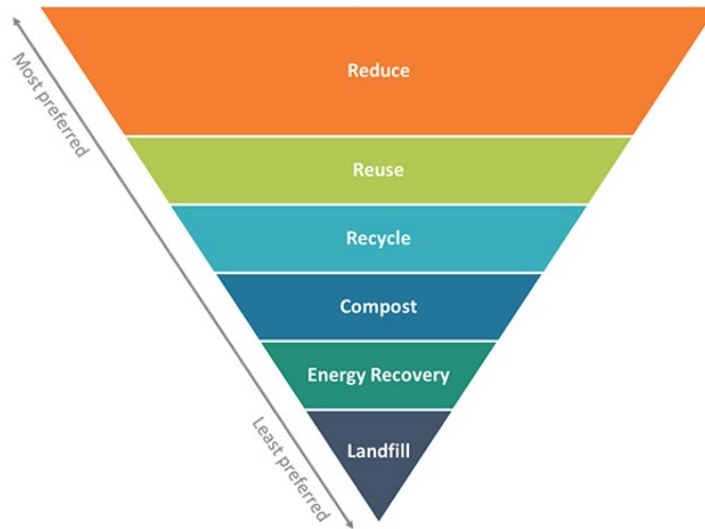 Most preferred
Reduce
Reuse
Recycle
Compost
Energy Recovery
Least preferred
Landfill